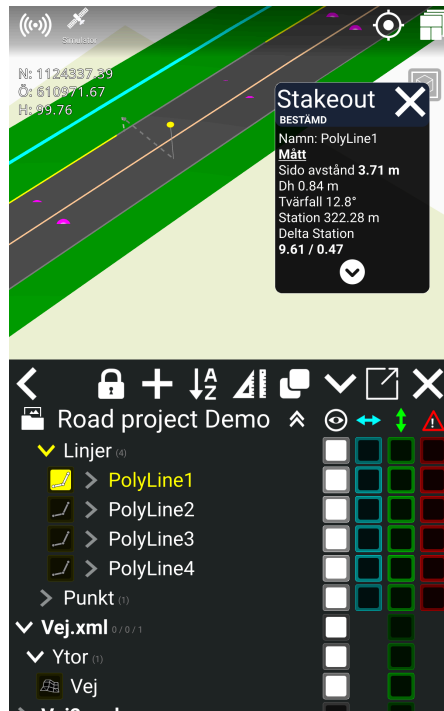 Simulator
N: 1124337.39
Ö: 610971.67
H: 99.76
Stakeout
BESTÄMD
Namn: PolyLine1
Mått
Sido avstånd 3.71 m
Dh 0.84 m
Tvärfall 12.8°
Station 322.28 m
Delta Station
9.61 / 0.47
Road project Demo
Linjer (4)
PolyLine1
PolyLine2
PolyLine3
PolyLine4
Punkt (1)
Vej.xml 0 / 0 / 1
Ytor (1)
Vej